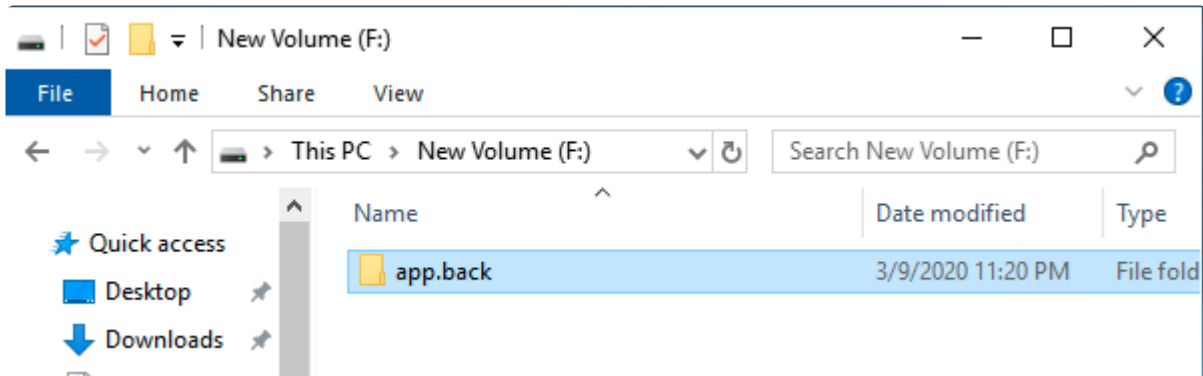 New Volume (F:)
File Home Share View
This PC > New Volume (F:) Search New Volume (F:)
Name Date modified Type
Quick access
app.back 3/9/2020 11:20 PM File fold
Desktop
Downloads